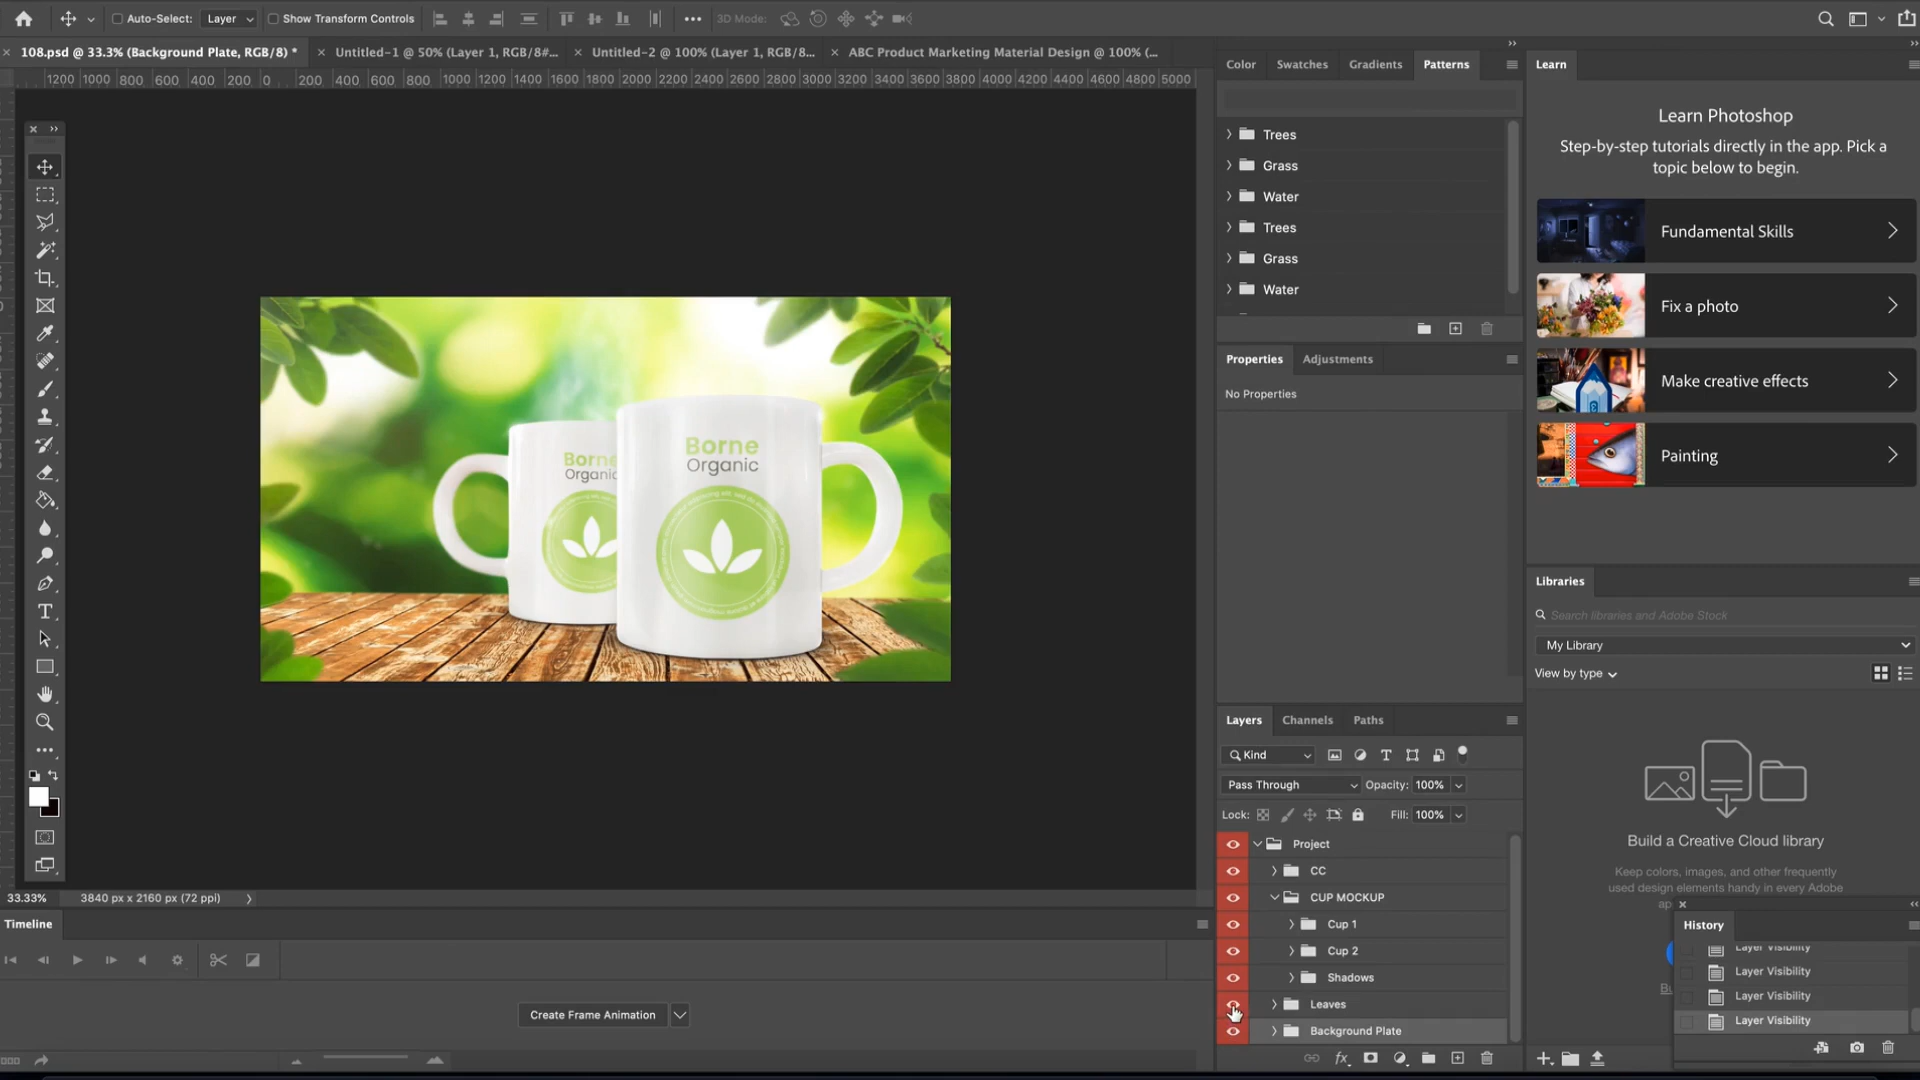 Auto-Select: Layer Show Transform Controls 3D Mode:
108.psd @ 33.3% (Background Plate, RGB/8) * Untitled-1 @ 50% (Layer 1, RGB/8#... Untitled-2 @ 100% (Layer 1, RGB/8... ABC Product Marketing Material Design @ 100% (...
1200 1000 800 600 400 200 0 200 400 600 800 1000 1200 1400 1600 1800 2000 2200 2400 2600 2800 3000 3200 3400 3600 3800 4000 4200 4400 4600 4800 5000
Color Swatches Gradients Patterns
Trees
Grass
Water
Trees
Grass
Water
Properties Adjustments
No Properties
Learn
Learn Photoshop
Step-by-step tutorials directly in the app. Pick a
topic below to begin.
Fundamental Skills
Fix a photo
Make creative effects
Painting
Borne
Organic
Borne
Organic
Libraries
Search libraries and Adobe Stock
My Library
View by type
Build a Creative Cloud library
Keep colors, images, and other frequently
used design elements handy in every Adobe
Layers Channels Paths
Kind
Pass Through Opacity: 100%
Lock: Fill: 100%
Project
CC
CUP MOCKUP
Cup 1
Cup 2
Shadows
Leaves
Background Plate
fx
History
Layer Visibility
Layer Visibility
Layer Visibility
Layer Visibility
33.33% 3840 px x 2160 px (72 ppi)
Timeline
Create Frame Animation